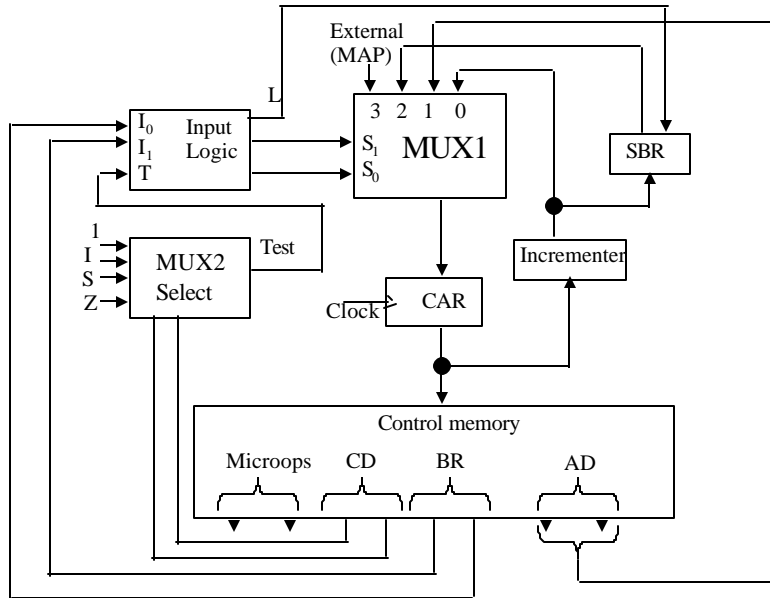 External
(MAP)
L
3 2 1 0
I₀
I₁
T
Input
Logic
S₁
S₀
MUX1
SBR
1
I
S
Z
MUX2
Select
Test
Incrementer
Clock
CAR
Control memory
Microops
CD
BR
AD